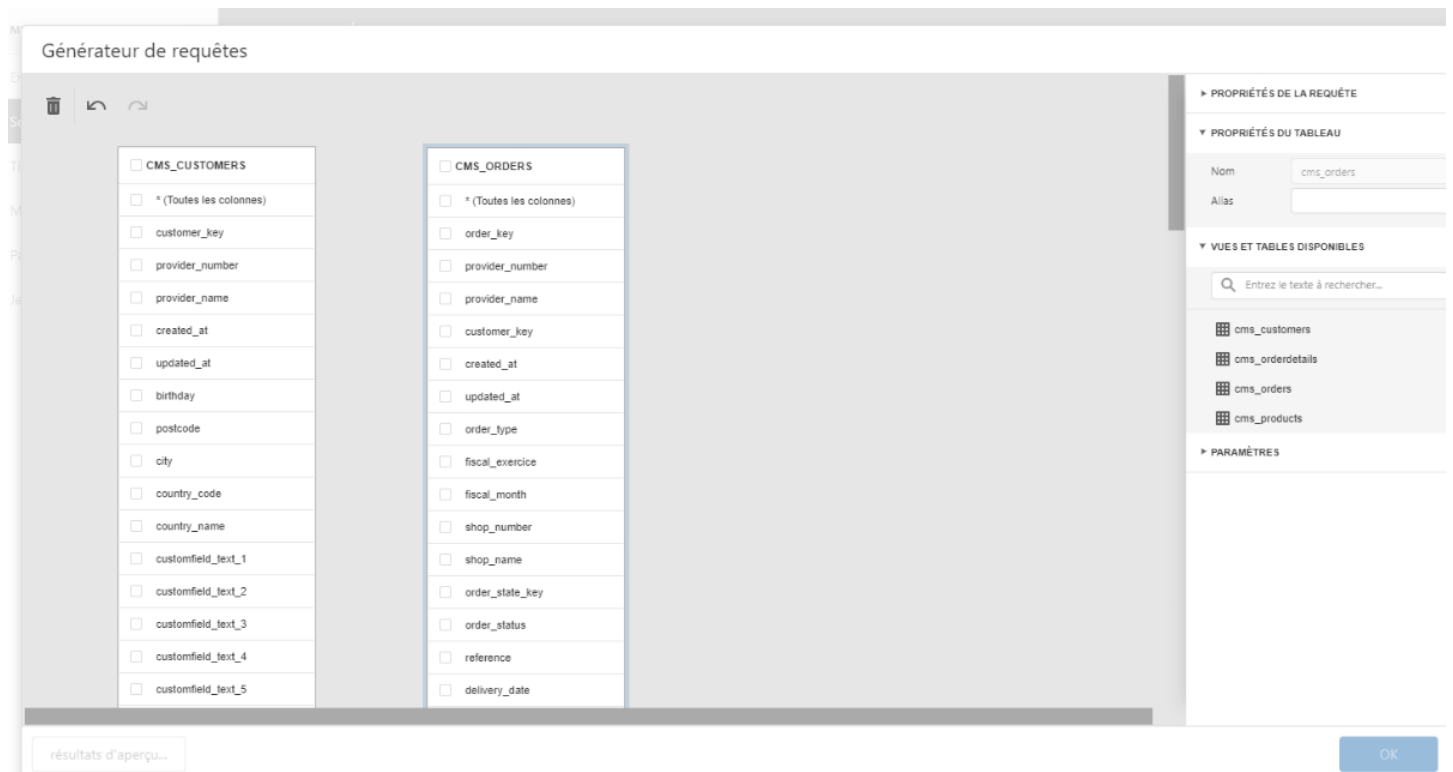 Générateur de requêtes
CMS_CUSTOMERS
* (Toutes les colonnes)
customer_key
provider_number
provider_name
created_at
updated_at
birthday
postcode
city
country_code
country_name
customfield_text_1
customfield_text_2
customfield_text_3
customfield_text_4
customfield_text_5
CMS_ORDERS
* (Toutes les colonnes)
order_key
provider_number
provider_name
customer_key
created_at
updated_at
order_type
fiscal_exercice
fiscal_month
shop_number
shop_name
order_state_key
order_status
reference
delivery_date
PROPRIÉTÉS DE LA REQUÊTE
PROPRIÉTÉS DU TABLEAU
Nom cms_orders
Alias
VUES ET TABLES DISPONIBLES
Entrez le texte à rechercher...
cms_customers
cms_orderdetails
cms_orders
cms_products
PARAMÈTRES
résultats d'aperçu...
OK